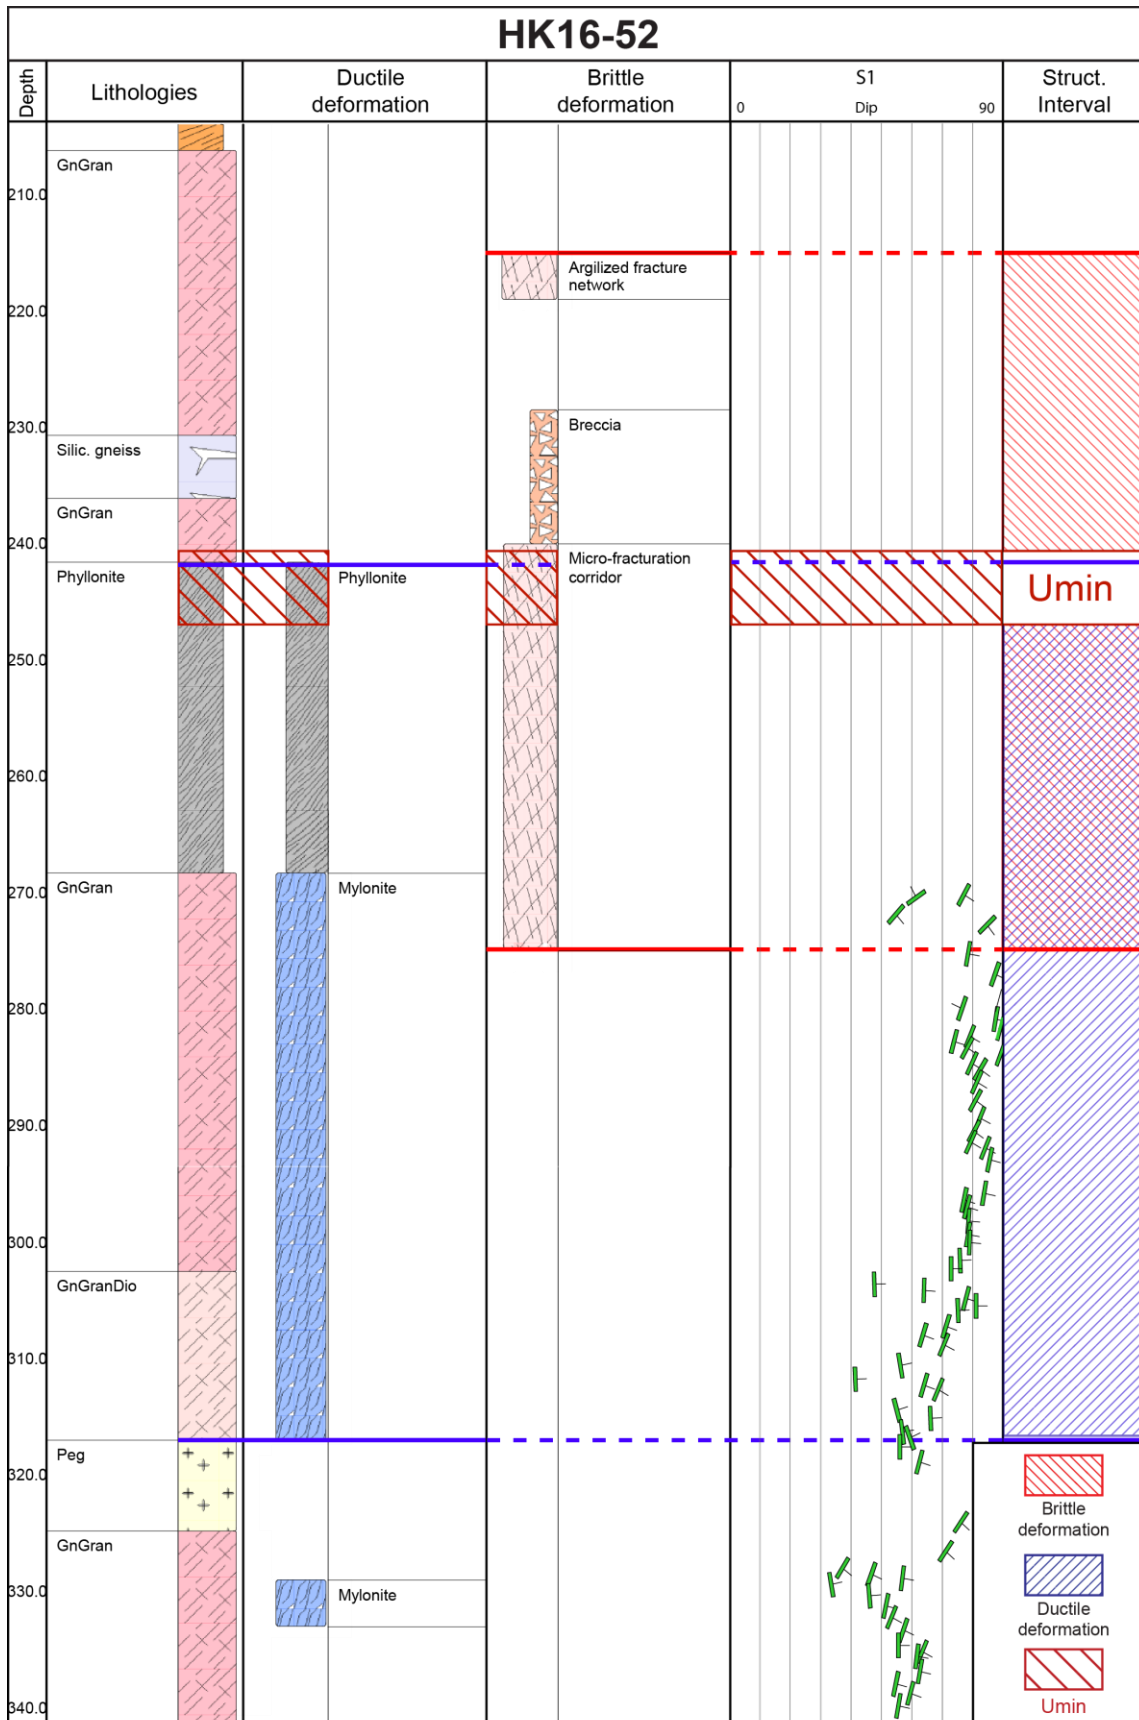 HK16-52
Depth
Lithologies
Ductile
deformation
Brittle
deformation
S1
0 Dip 90
Struct.
Interval
GnGran
210.0
Argilized fracture
network
220.0
Breccia
230.0
Silic. gneiss
GnGran
240.0
Micro-fracturation
corridor
Phyllonite
Phyllonite
Umin
250.0
260.0
GnGran
Mylonite
270.0
280.0
290.0
300.0
GnGranDio
310.0
Peg
320.0
Brittle
deformation
GnGran
330.0
Mylonite
Ductile
deformation
340.0
Umin